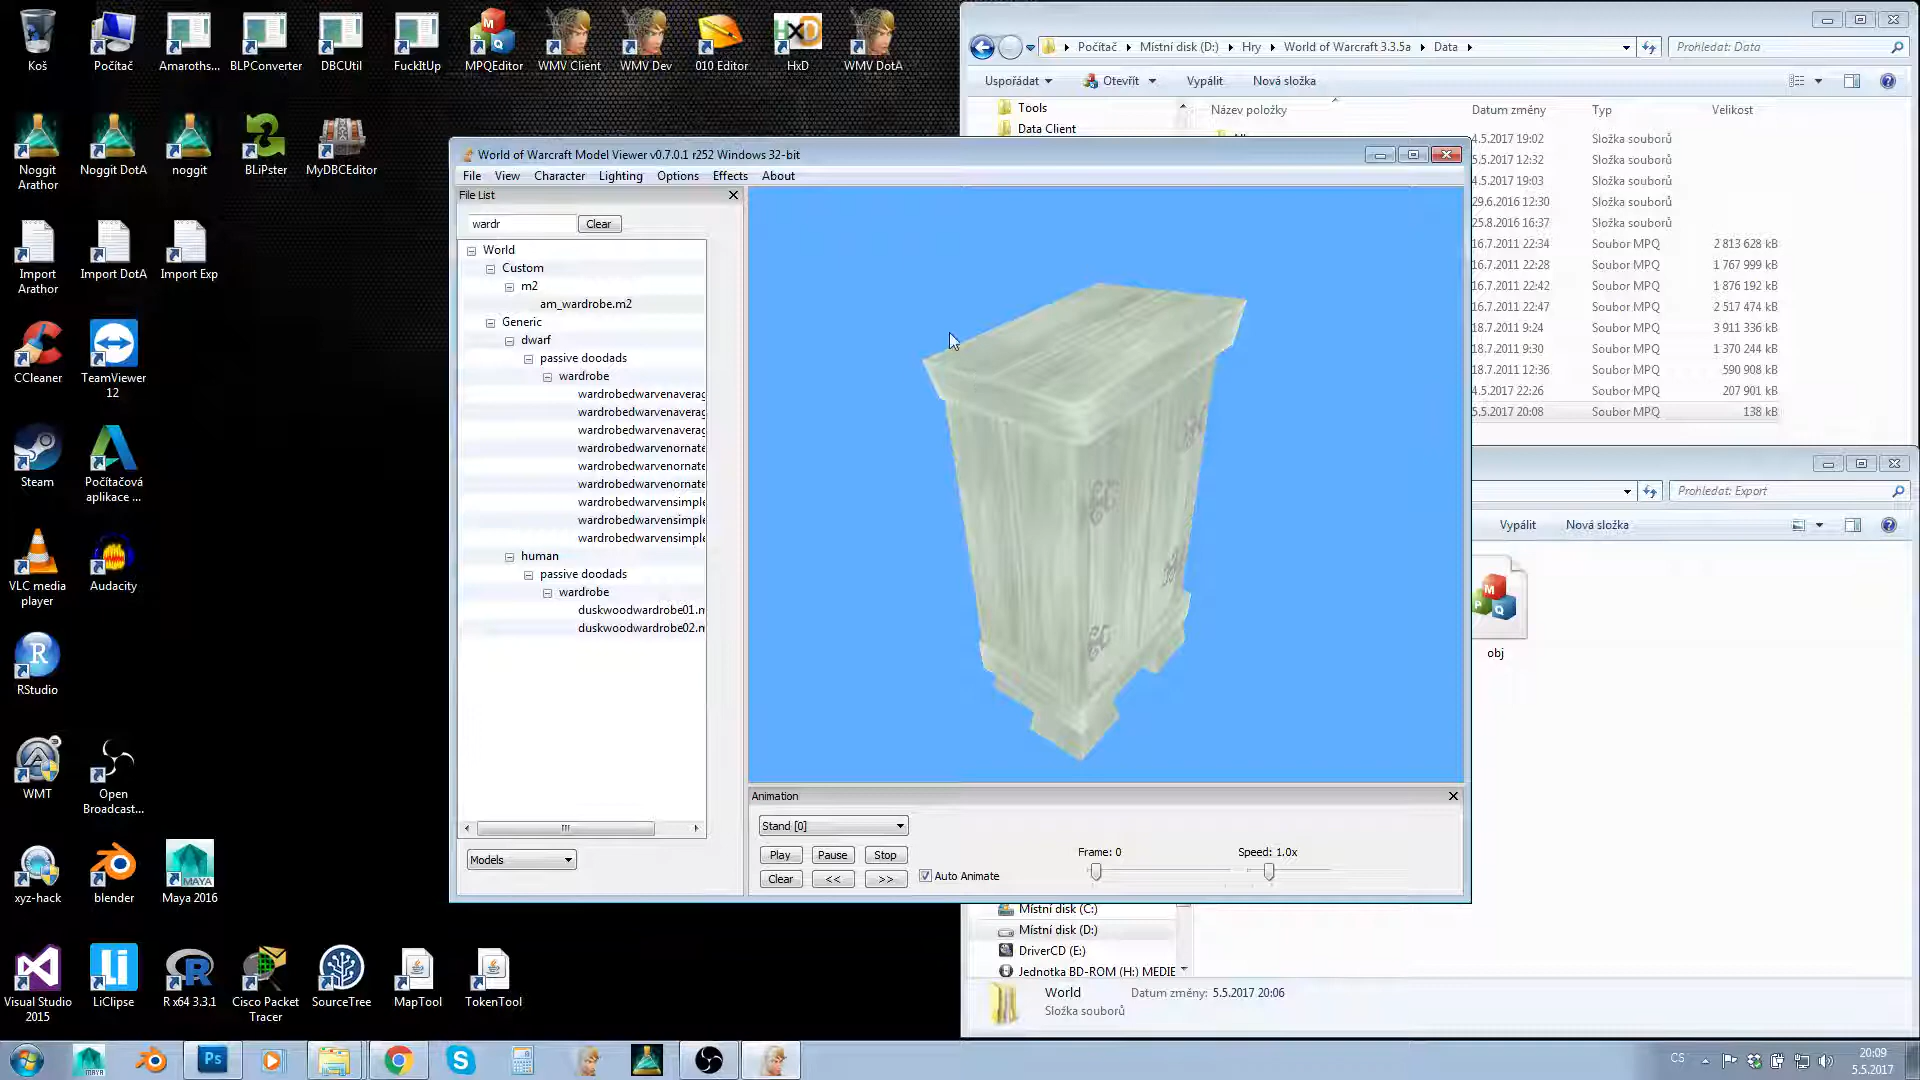 Koš
Počítač
Amaroths...
BLPConverter
DBCUtil
FuckItUp
MPQEditor
WMV Client
WMV Dev
010 Editor
HxD
WMV DotA
Noggit Arathor
Noggit DotA
noggit
BLiPster
MyDBCEditor
Import Arathor
Import DotA
Import Exp
CCleaner
TeamViewer 12
Steam
Počítačová aplikace ...
VLC media player
Audacity
RStudio
WMT
Open Broadcast...
xyz-hack
blender
Maya 2016
Visual Studio 2015
LiClipse
R x64 3.3.1
Cisco Packet Tracer
SourceTree
MapTool
TokenTool
World of Warcraft Model Viewer v0.7.0.1 r252 Windows 32-bit
File View Character Lighting Options Effects About
File List
wardr
Clear
World
Custom
m2
am_wardrobe.m2
Generic
dwarf
passive doodads
wardrobe
wardrobedwarvenaverag
wardrobedwarvenaverag
wardrobedwarvenaverag
wardrobedwarvenornate
wardrobedwarvenornate
wardrobedwarvenornate
wardrobedwarvensimple
wardrobedwarvensimple
wardrobedwarvensimple
human
passive doodads
wardrobe
duskwoodwardrobe01.m
duskwoodwardrobe02.m
Models
Animation
Stand [0]
Play Pause Stop
Clear << >>
Auto Animate
Frame: 0
Speed: 1.0x
Počítač Místní disk (D:) Hry World of Warcraft 3.3.5a Data
Prohledat: Data
Uspořádat Otevřít Vypálit Nová složka
Tools
Data Client
Název položky Datum změny Typ Velikost
4.5.2017 19:02 Složka souborů
5.5.2017 12:32 Složka souborů
4.5.2017 19:03 Složka souborů
29.6.2016 12:30 Složka souborů
25.8.2016 16:37 Složka souborů
16.7.2011 22:34 Soubor MPQ 2 813 628 kB
16.7.2011 22:28 Soubor MPQ 1 767 999 kB
16.7.2011 22:42 Soubor MPQ 1 876 192 kB
16.7.2011 22:47 Soubor MPQ 2 517 474 kB
18.7.2011 9:24 Soubor MPQ 3 911 336 kB
18.7.2011 9:30 Soubor MPQ 1 370 244 kB
18.7.2011 12:36 Soubor MPQ 590 908 kB
4.5.2017 22:26 Soubor MPQ 207 901 kB
5.5.2017 20:08 Soubor MPQ 138 kB
Prohledat: Export
Vypálit Nová složka
obj
Místní disk (C:)
Místní disk (D:)
DriverCD (E:)
Jednotka BD-ROM (H:) MEDIE
World Datum změny: 5.5.2017 20:06
Složka souborů
CS
20:09
5.5.2017